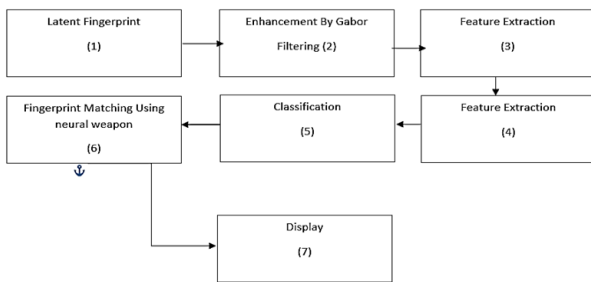 Latent Fingerprint
(1)
Enhancement By Gabor
Filtering (2)
Feature Extraction
(3)
Feature Extraction
(4)
Classification
(5)
Fingerprint Matching Using
neural weapon
(6)
Display
(7)